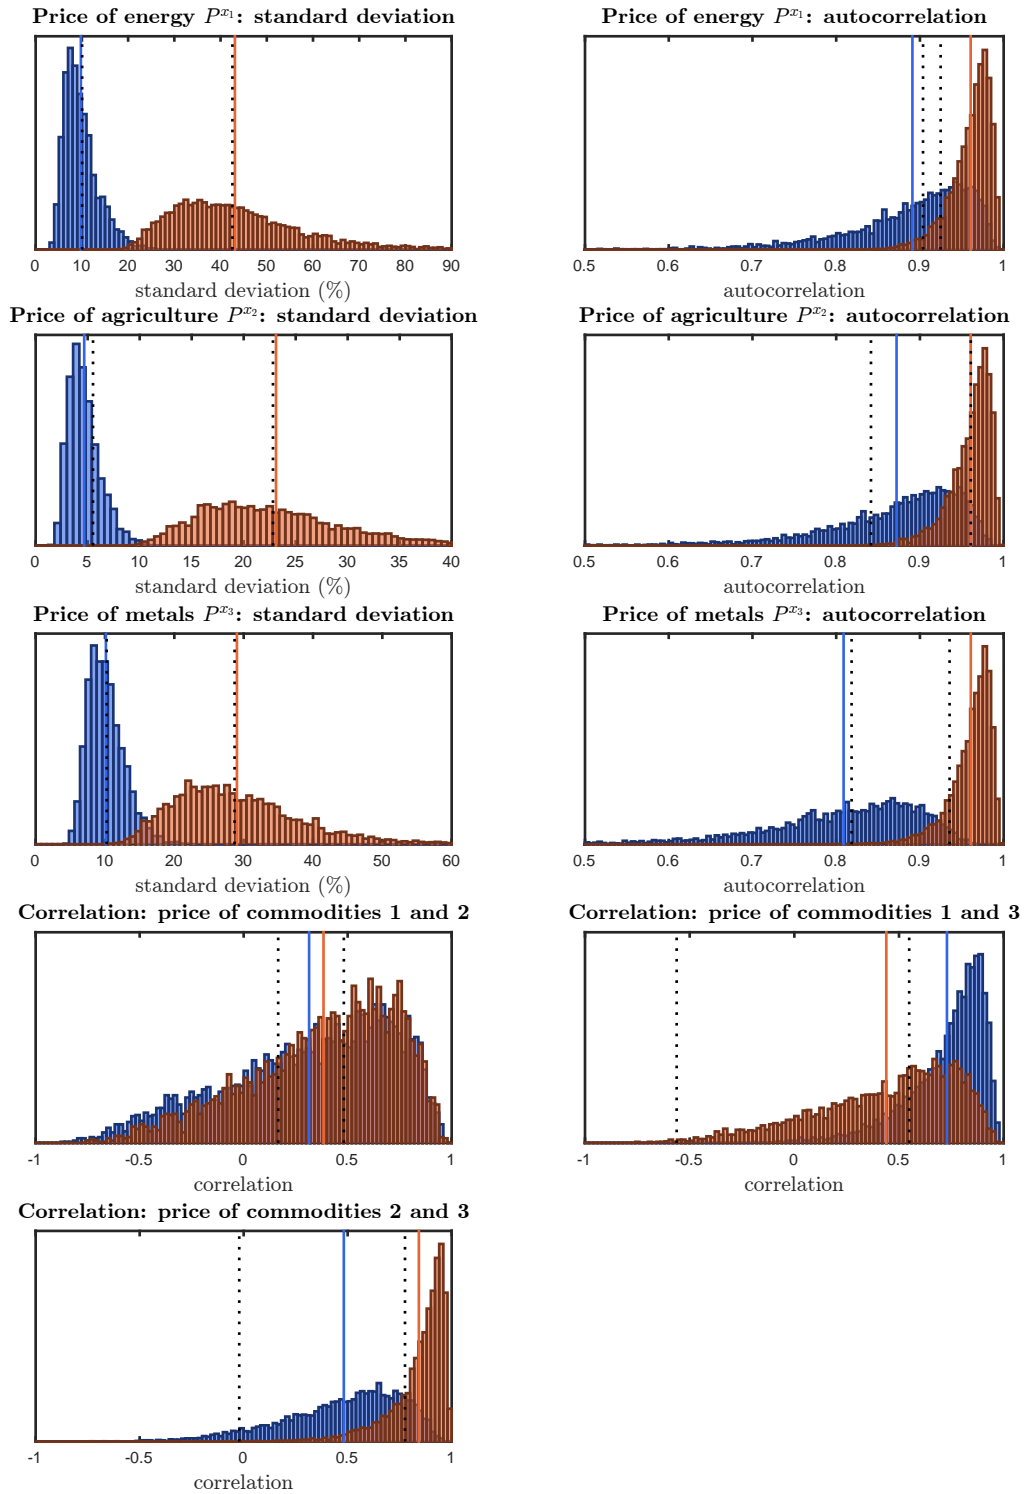 Price of energy P^{x_1}: standard deviation
0 10 20 30 40 50 60 70 80 90
standard deviation (%)
Price of energy P^{x_1}: autocorrelation
0.5 0.6 0.7 0.8 0.9 1
autocorrelation
Price of agriculture P^{x_2}: standard deviation
0 5 10 15 20 25 30 35 40
standard deviation (%)
Price of agriculture P^{x_2}: autocorrelation
0.5 0.6 0.7 0.8 0.9 1
autocorrelation
Price of metals P^{x_3}: standard deviation
0 10 20 30 40 50 60
standard deviation (%)
Price of metals P^{x_3}: autocorrelation
0.5 0.6 0.7 0.8 0.9 1
autocorrelation
Correlation: price of commodities 1 and 2
-1 -0.5 0 0.5 1
correlation
Correlation: price of commodities 1 and 3
-1 -0.5 0 0.5 1
correlation
Correlation: price of commodities 2 and 3
-1 -0.5 0 0.5 1
correlation